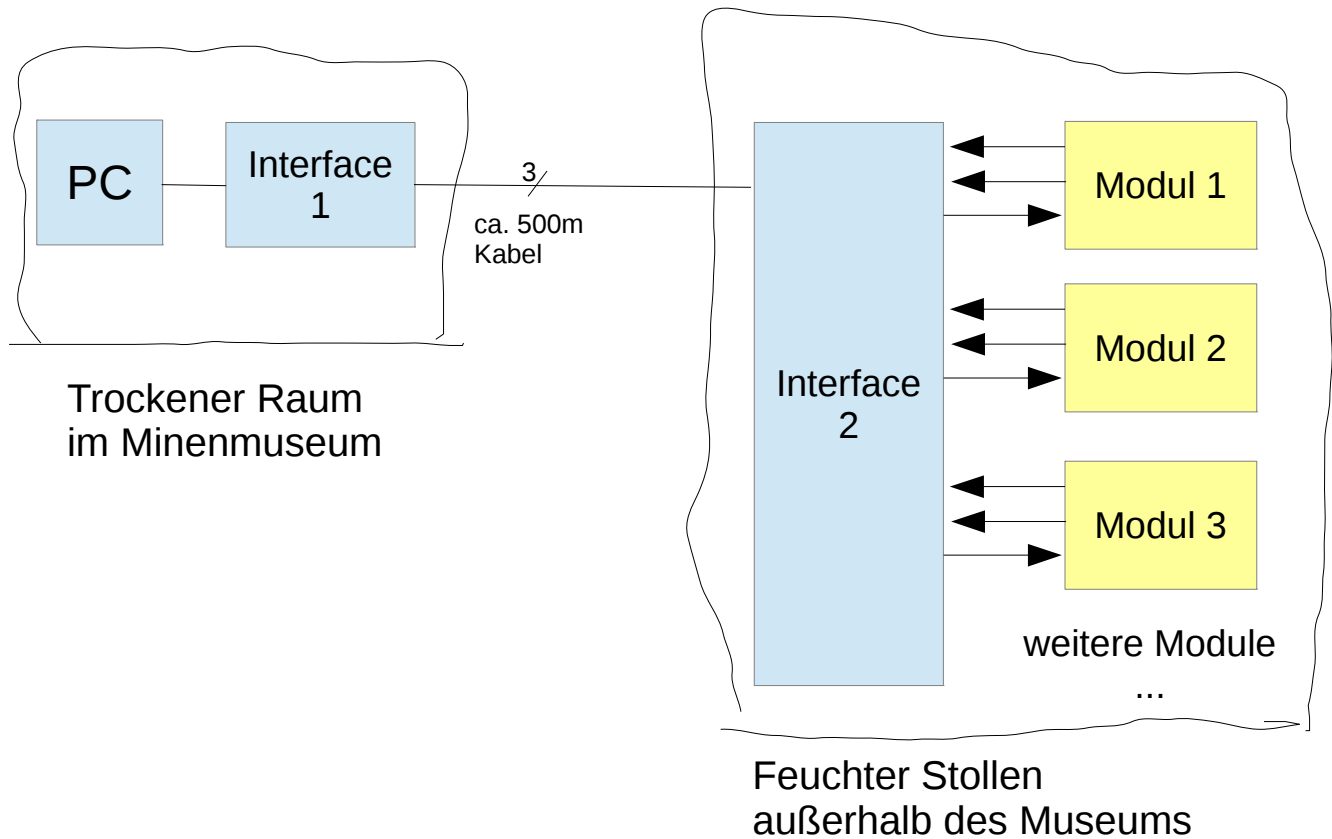 PC
Interface
1
3
ca. 500m
Kabel
Trockener Raum
im Minenmuseum
Interface
2
Modul 1
Modul 2
Modul 3
weitere Module
...
Feuchter Stollen
außerhalb des Museums